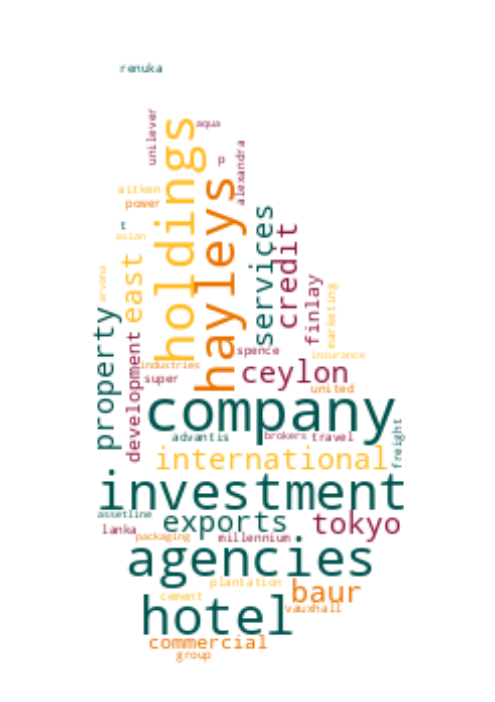 renuka
unilever
holdings
aqua
p
alexandra
hayleys
aitken
power
t
asian
services
credit
east
arvana
finlay
marketing
property
development
industries
super
spence
insurance
ceylon
united
company
advantis
brokers
travel
freight
international
investment
assetline
exports
tokyo
lanka
packaging
millennium
agencies
plantation
baur
cement
vauxhall
hotel
commercial
group